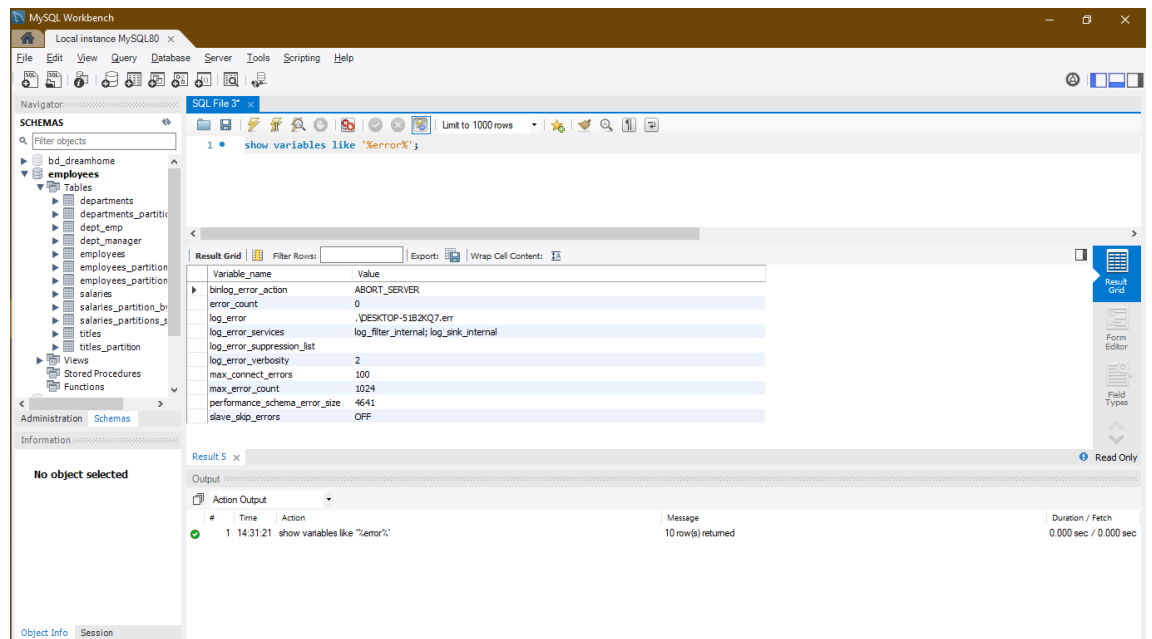 MySQL Workbench
Local instance MySQL80
File Edit View Query Database Server Tools Scripting Help
Navigator
SCHEMAS
Filter objects
bd_dreamhome
employees
Tables
departments
departments_partitic
dept_emp
dept_manager
employees
employees_partition
employees_partition
salaries
salaries_partition_by
salaries_partitions_s
titles
titles_partition
Views
Stored Procedures
Functions
Administration Schemas
Information
No object selected
Object Info Session
SQL File 3*
Limit to 1000 rows
1 show variables like '%error%';
Result Grid Filter Rows: Export: Wrap Cell Content:
Variable_name Value
binlog_error_action ABORT_SERVER
error_count 0
log_error .\DESKTOP-51B2KQ7.err
log_error_services log_filter_internal; log_sink_internal
log_error_suppression_list
log_error_verbosity 2
max_connect_errors 100
max_error_count 1024
performance_schema_error_size 4641
slave_skip_errors OFF
Result Grid
Form Editor
Field Types
Result 5 Read Only
Output
Action Output
# Time Action Message Duration / Fetch
1 14:31:21 show variables like '%error%' 10 row(s) returned 0.000 sec / 0.000 sec